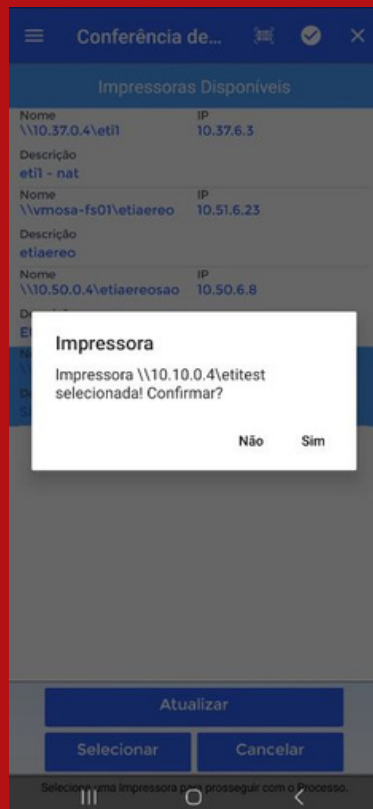 Conferência de...
Impressoras Disponíveis
Nome IP
\\10.37.0.4\eti1 10.37.6.3
Descrição
eti1 - nat
Nome IP
\\vmosa-fs01\etiaereo 10.51.6.23
Descrição
etiaereo
Nome IP
\\10.50.0.4\etiaereosao 10.50.6.8
Impressora
Impressora \\10.10.0.4\etitest
selecionada! Confirmar?
Não Sim
Atualizar
Selecionar Cancelar
Selecione uma Impressora para prosseguir com o Processo.